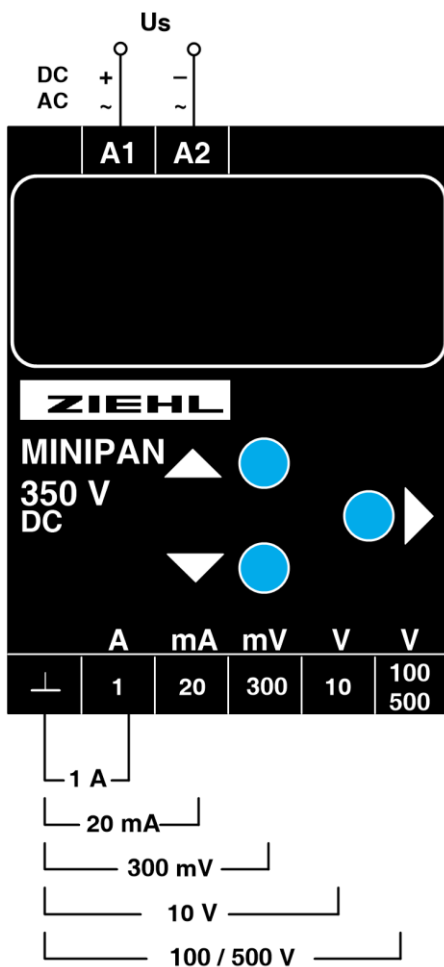 Us
DC + –
AC ~ ~
A1 A2
ZIEHL
MINIPAN
350 V
DC
A mA mV V V
⊥ 1 20 300 10 100
500
1 A
20 mA
300 mV
10 V
100 / 500 V